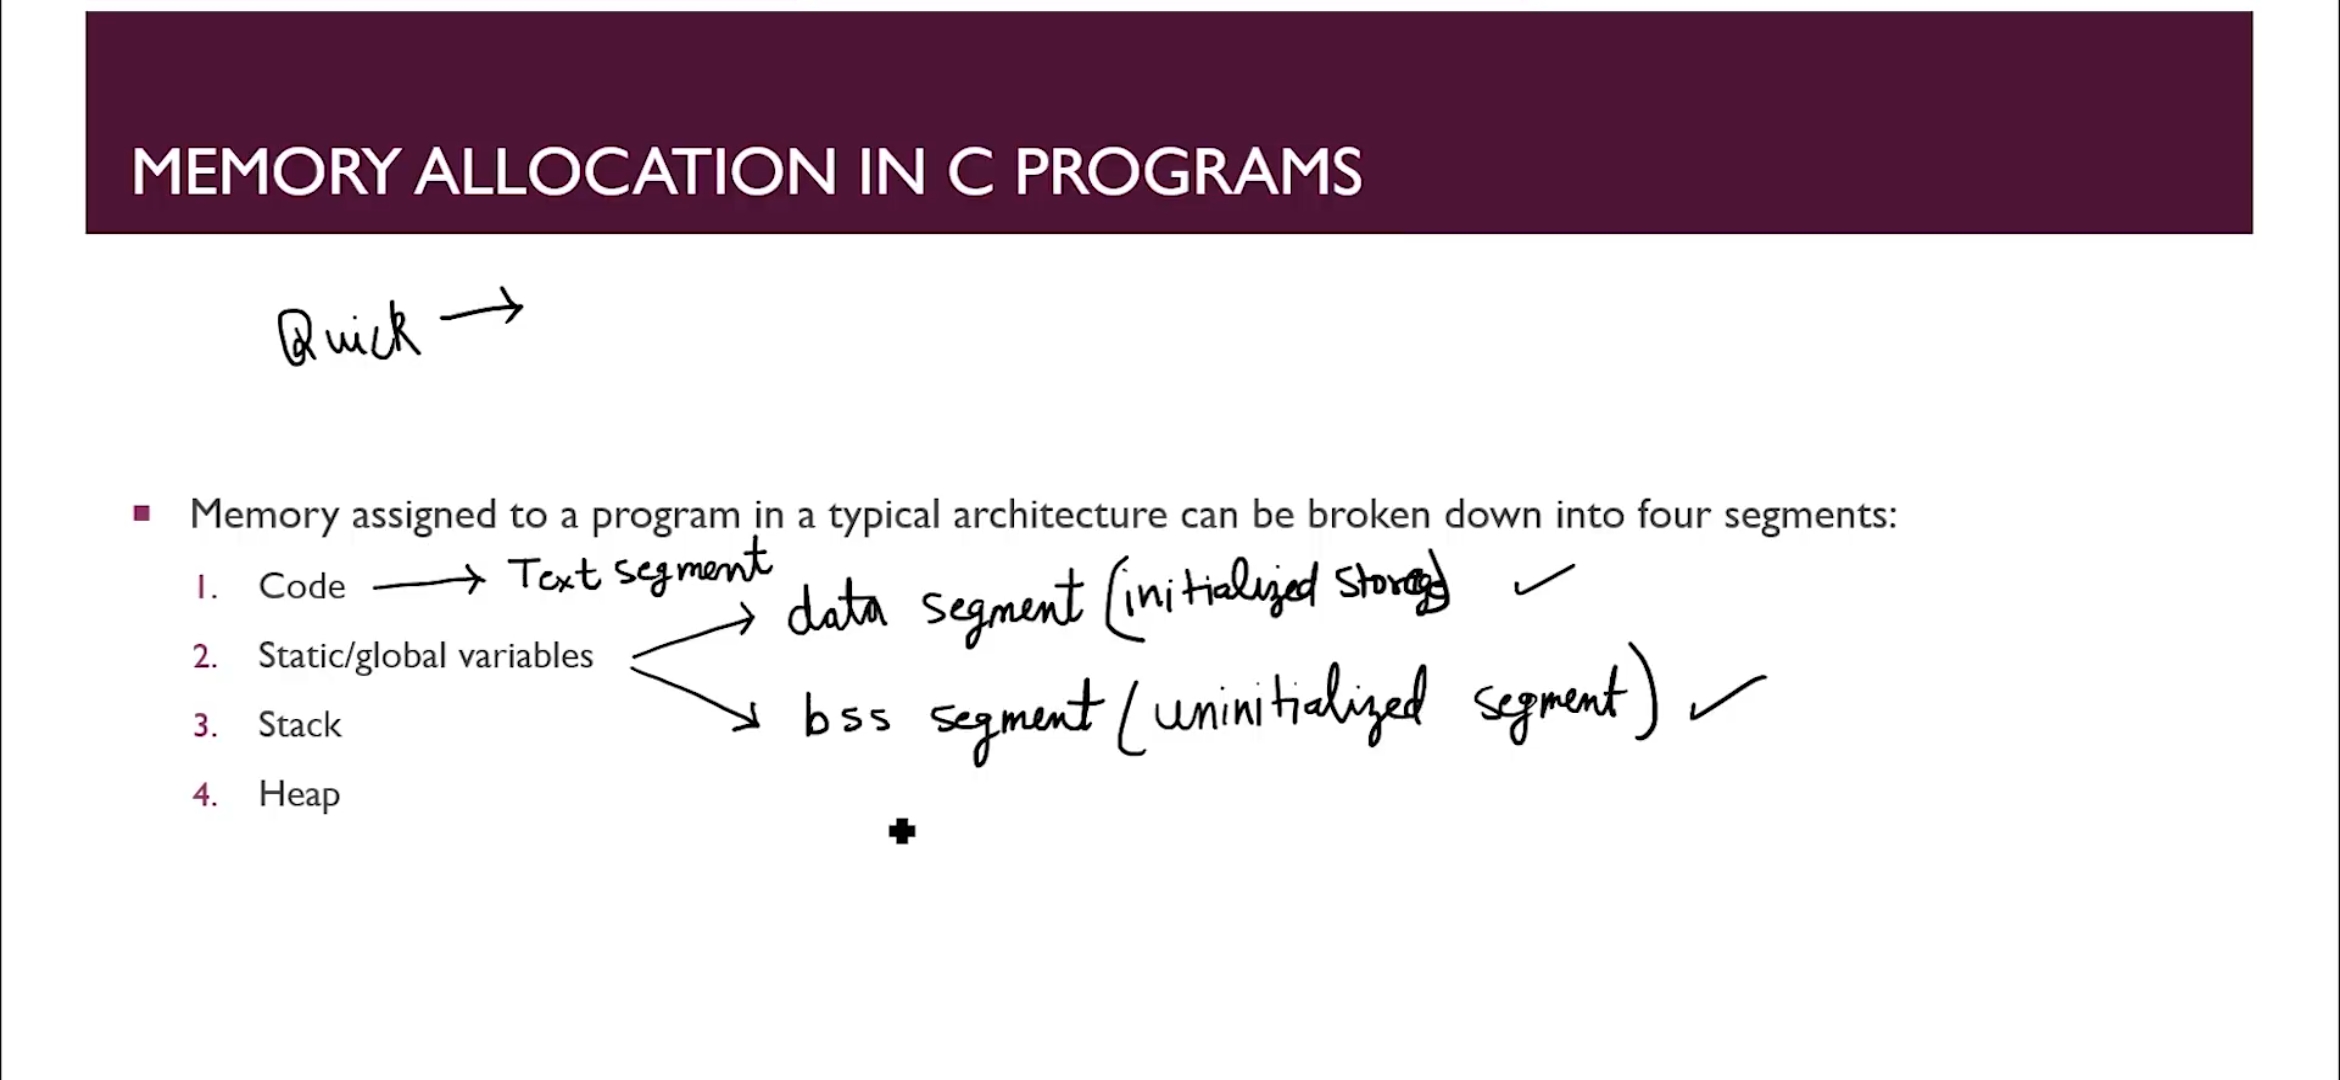 MEMORY ALLOCATION IN C PROGRAMS
Quick →
▪ Memory assigned to a program in a typical architecture can be broken down into four segments:
1. Code → Text segment
data segment (initialized storage) ✓
2. Static/global variables
bss segment (uninitialized segment) ✓
3. Stack
4. Heap